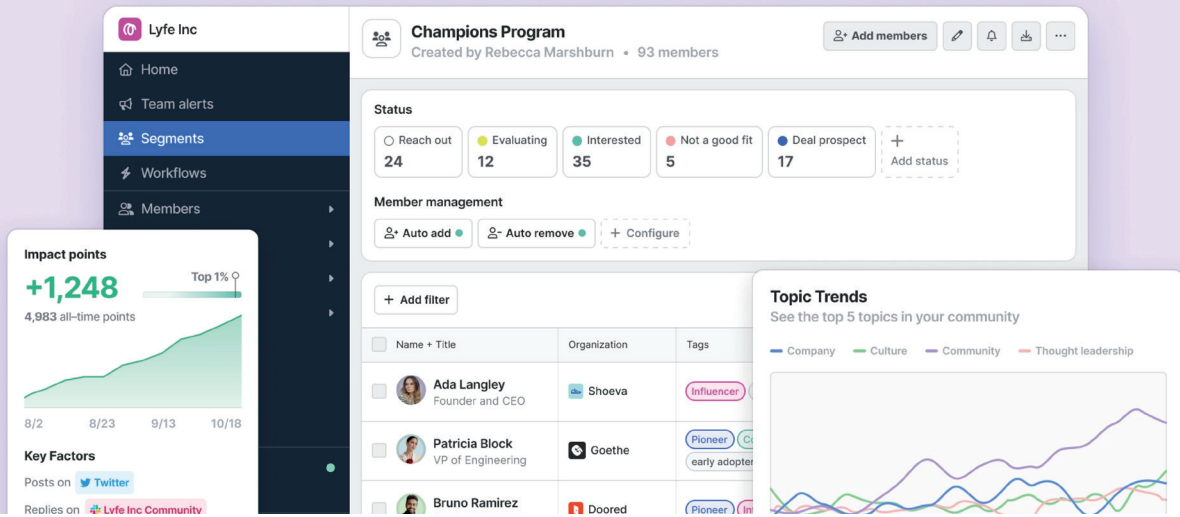 Lyfe Inc
Home
Team alerts
Segments
Workflows
Members
Champions Program
Created by Rebecca Marshburn • 93 members
Add members
Status
Reach out
24
Evaluating
12
Interested
35
Not a good fit
5
Deal prospect
17
+
Add status
Member management
Auto add
Auto remove
+ Configure
+ Add filter
Name + Title
Organization
Tags
Ada Langley
Founder and CEO
Shoeva
Influencer
Patricia Block
VP of Engineering
Goethe
Pioneer
early adopter
Bruno Ramirez
Doored
Pioneer
Impact points
+1,248
Top 1%
4,983 all–time points
8/2 8/23 9/13 10/18
Key Factors
Posts on Twitter
Replies on Lyfe Inc Community
Topic Trends
See the top 5 topics in your community
Company Culture Community Thought leadership